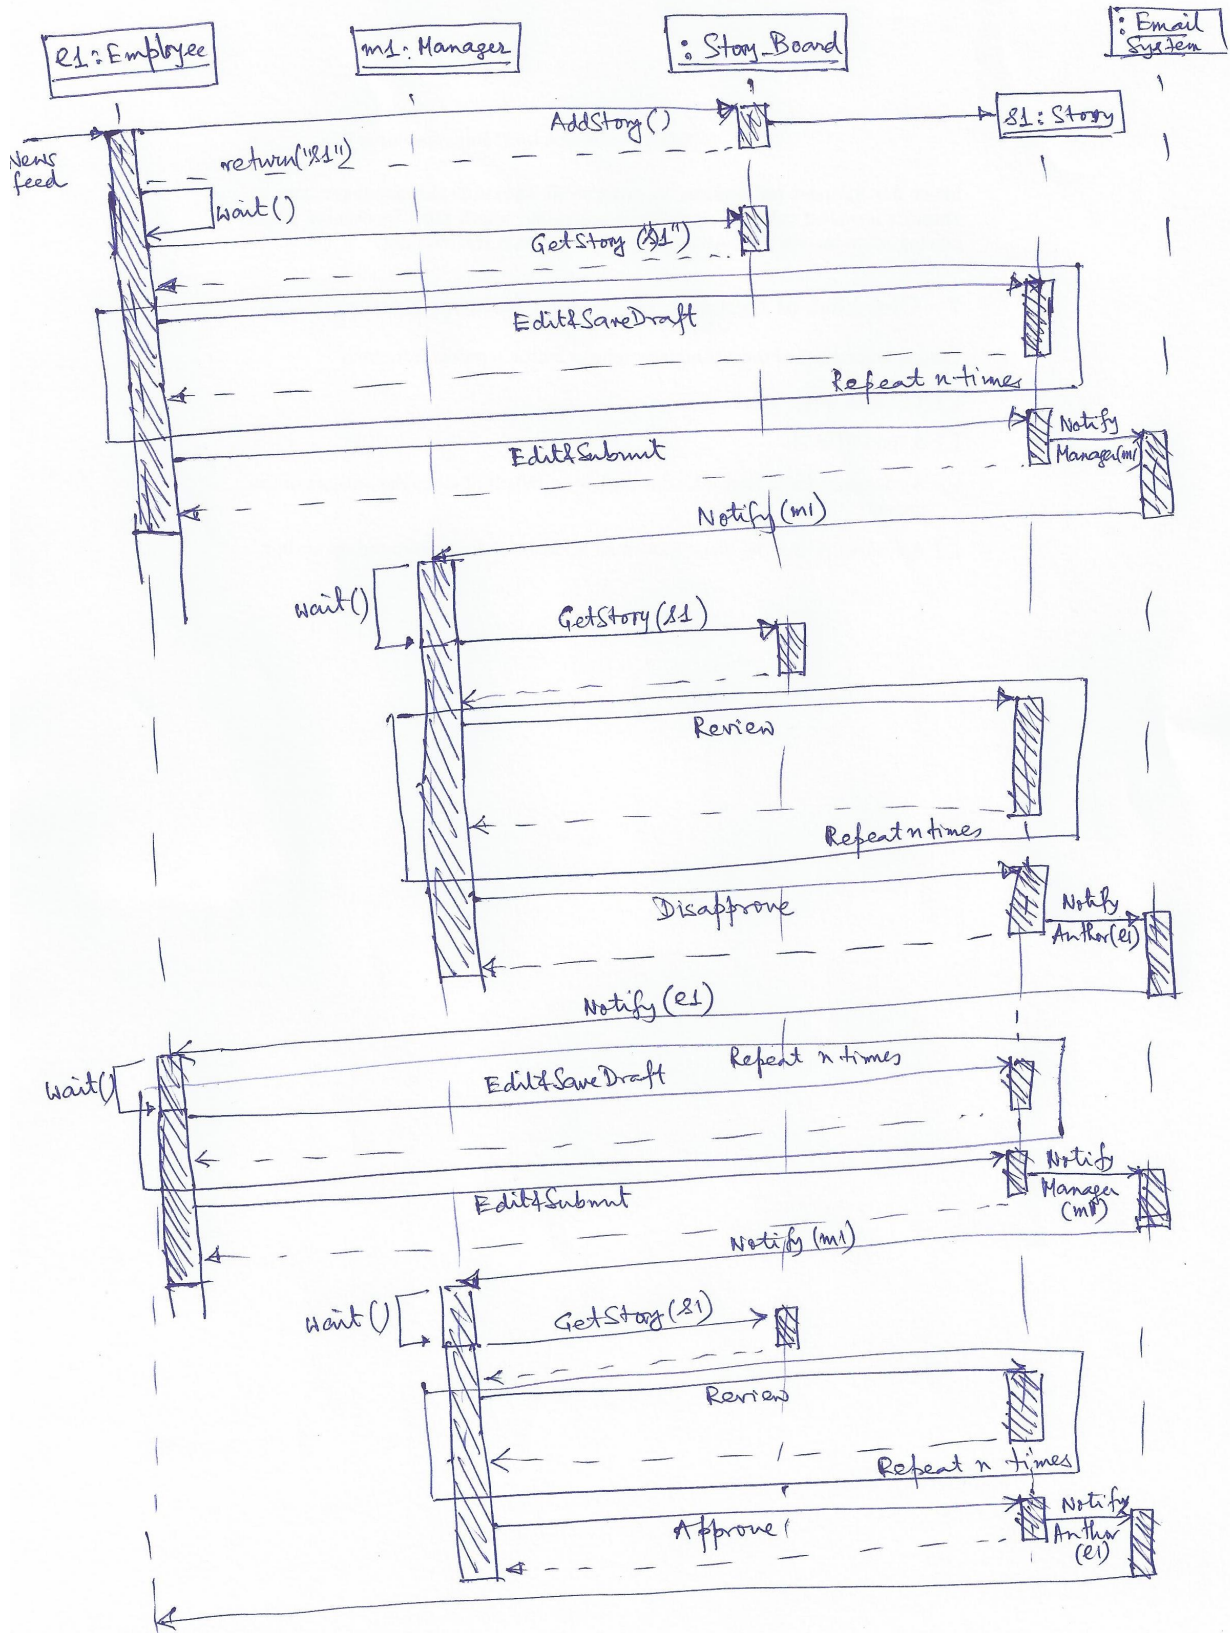 e1:Employee
m1:Manager
: Story_Board
: Email
System
AddStory()
s1:Story
News
feed
return("s1")
wait()
GetStory("s1")
Edit&SaveDraft
Repeat n times
Edit&Submit
Notify
Manager(m1
Notify(m1)
wait()
GetStory(s1)
Review
Repeat n times
Disapprove
Notify
Author(e1)
Notify(e1)
wait()
Repeat n times
Edit&SaveDraft
Notify
Manager
(m1)
Edit&Submit
Notify(m1)
wait()
GetStory(s1)
Review
Repeat n times
Approve
Notify
Author
(e1)